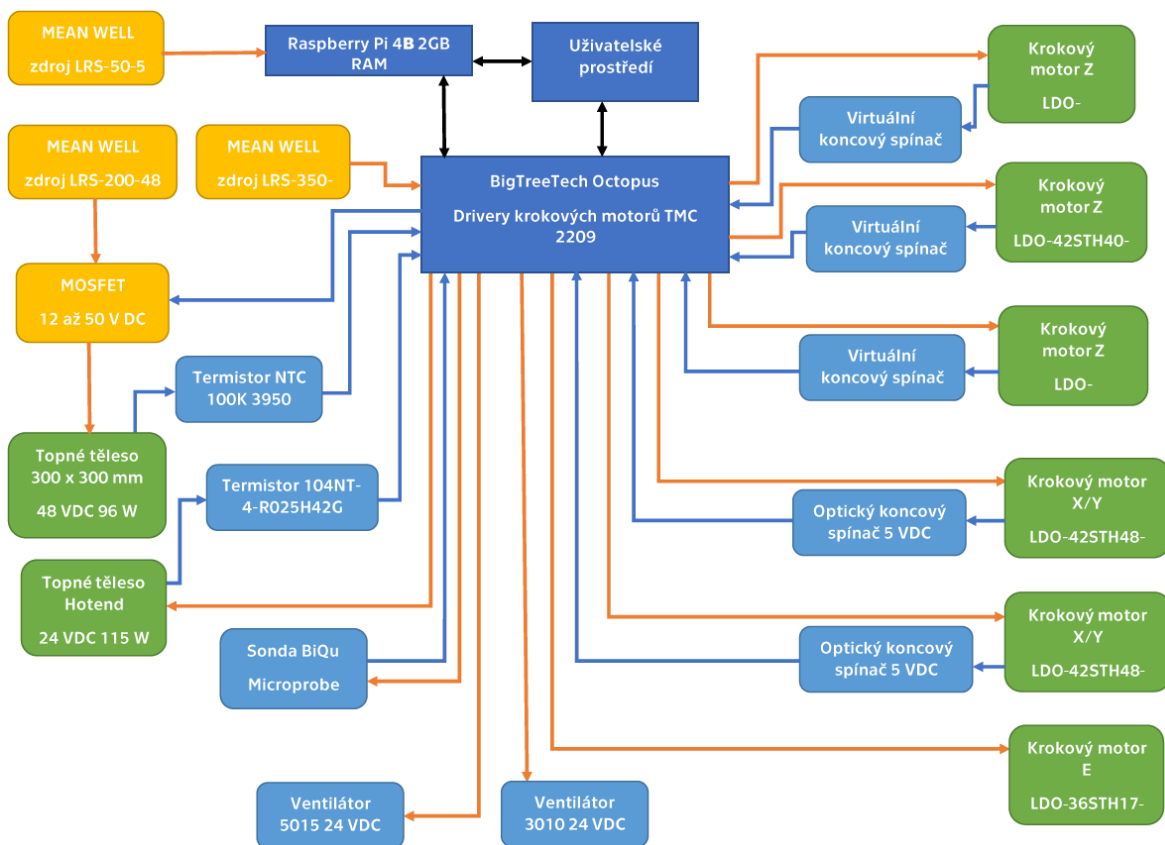 MEAN WELL
zdroj LRS-50-5
Raspberry Pi 4B 2GB
RAM
Uživatelské
prostředí
Krokový
motor Z
LDO-
Virtuální
koncový spínač
MEAN WELL
zdroj LRS-200-48
MEAN WELL
zdroj LRS-350-
BigTreeTech Octopus
Drivery krokových motorů TMC
2209
Krokový
motor Z
LDO-42STH40-
Virtuální
koncový spínač
MOSFET
12 až 50 V DC
Krokový
motor Z
LDO-
Virtuální
koncový spínač
Termistor NTC
100K 3950
Topné těleso
300 x 300 mm
48 VDC 96 W
Termistor 104NT-
4-R025H42G
Krokový motor
X/Y
LDO-42STH48-
Optický koncový
spínač 5 VDC
Topné těleso
Hotend
24 VDC 115 W
Sonda BiQu
Microprobe
Krokový motor
X/Y
LDO-42STH48-
Optický koncový
spínač 5 VDC
Krokový motor
E
LDO-36STH17-
Ventilátor
5015 24 VDC
Ventilátor
3010 24 VDC